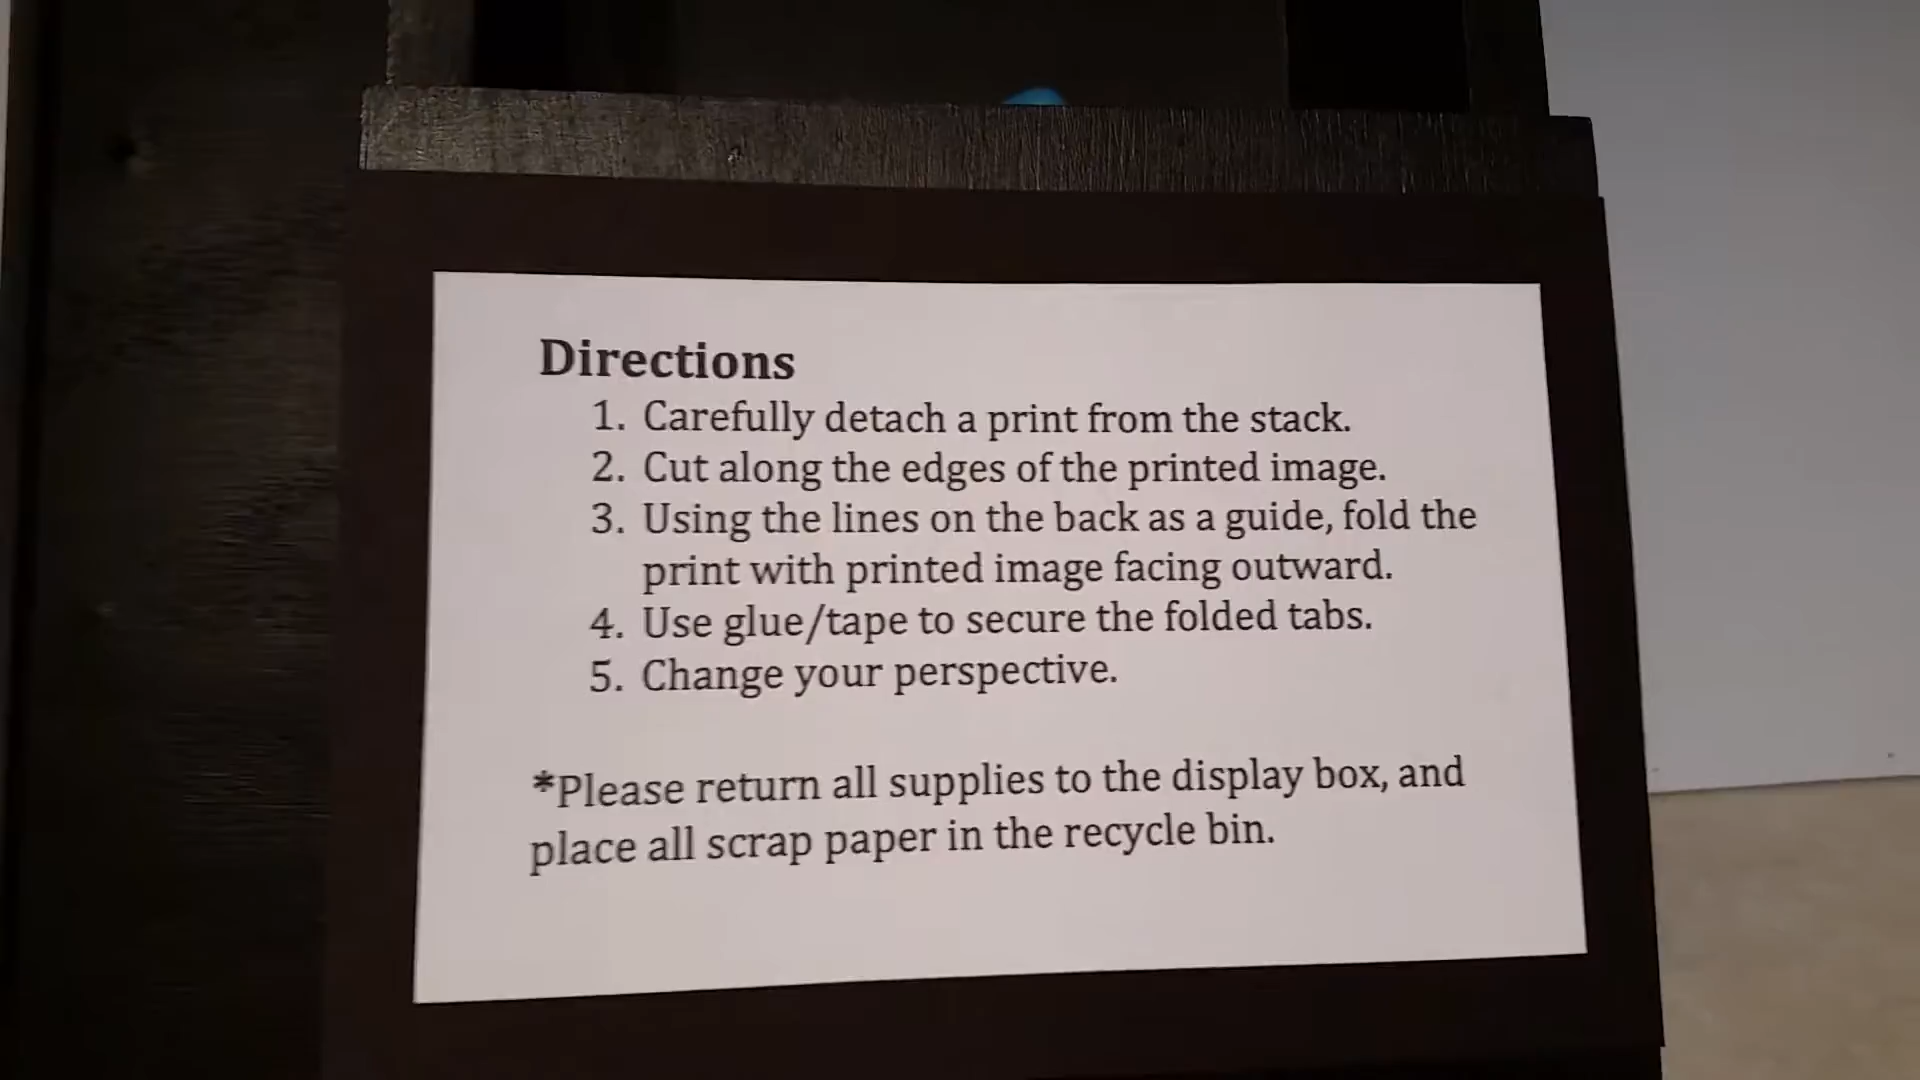 Directions
1. Carefully detach a print from the stack.
2. Cut along the edges of the printed image.
3. Using the lines on the back as a guide, fold the
print with printed image facing outward.
4. Use glue/tape to secure the folded tabs.
5. Change your perspective.
*Please return all supplies to the display box, and
place all scrap paper in the recycle bin.